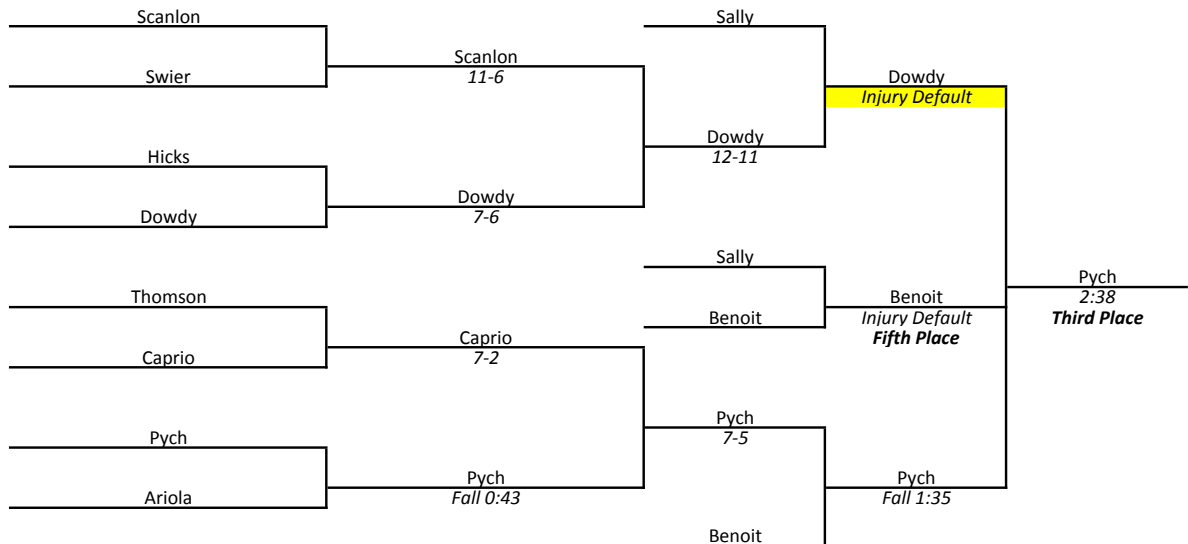 Scanlon
Sally
Scanlon
11-6
Swier
Dowdy
Injury Default
Dowdy
12-11
Hicks
Dowdy
7-6
Dowdy
Sally
Pych
2:38
Third Place
Thomson
Benoit
Injury Default
Fifth Place
Benoit
Caprio
7-2
Caprio
Pych
7-5
Pych
Pych
Fall 0:43
Pych
Fall 1:35
Ariola
Benoit